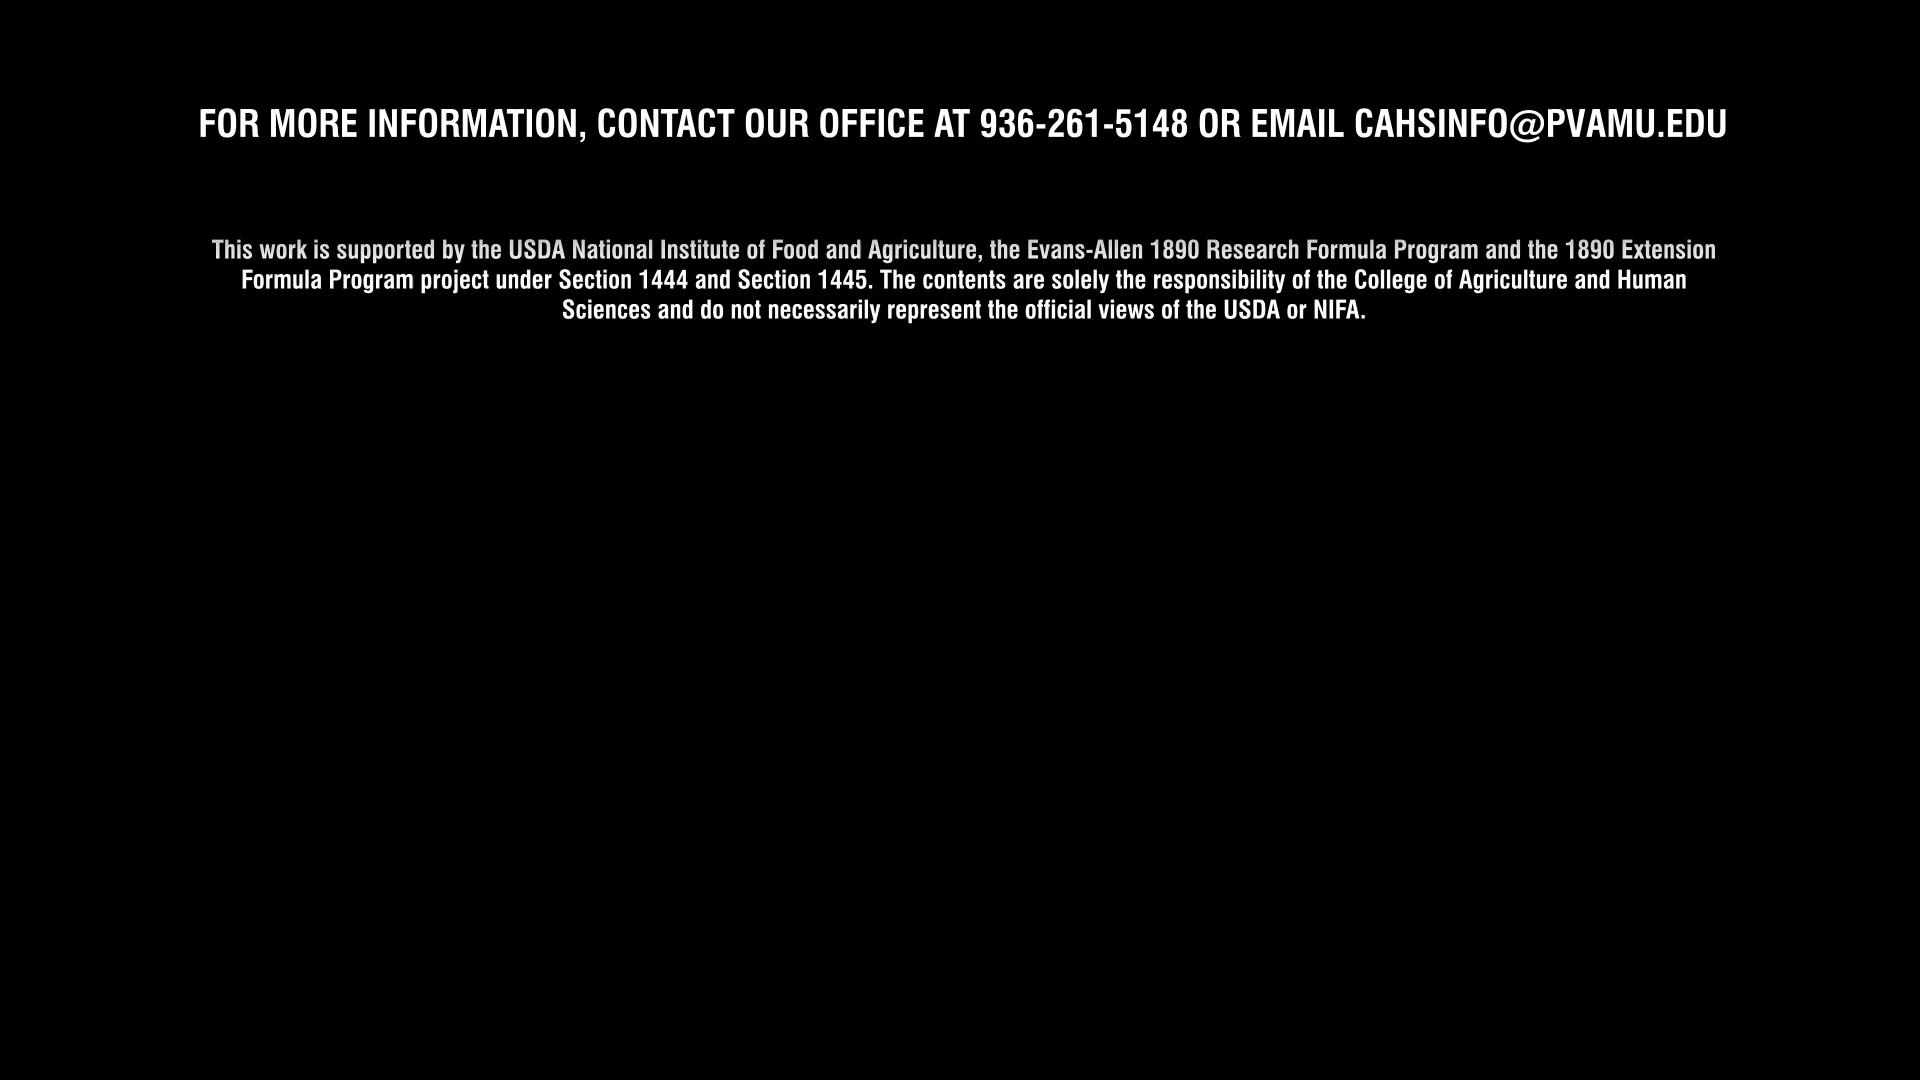 FOR MORE INFORMATION, CONTACT OUR OFFICE AT 936-261-5148 OR EMAIL CAHSINFO@PVAMU.EDU
This work is supported by the USDA National Institute of Food and Agriculture, the Evans-Allen 1890 Research Formula Program and the 1890 Extension
Formula Program project under Section 1444 and Section 1445. The contents are solely the responsibility of the College of Agriculture and Human
Sciences and do not necessarily represent the official views of the USDA or NIFA.